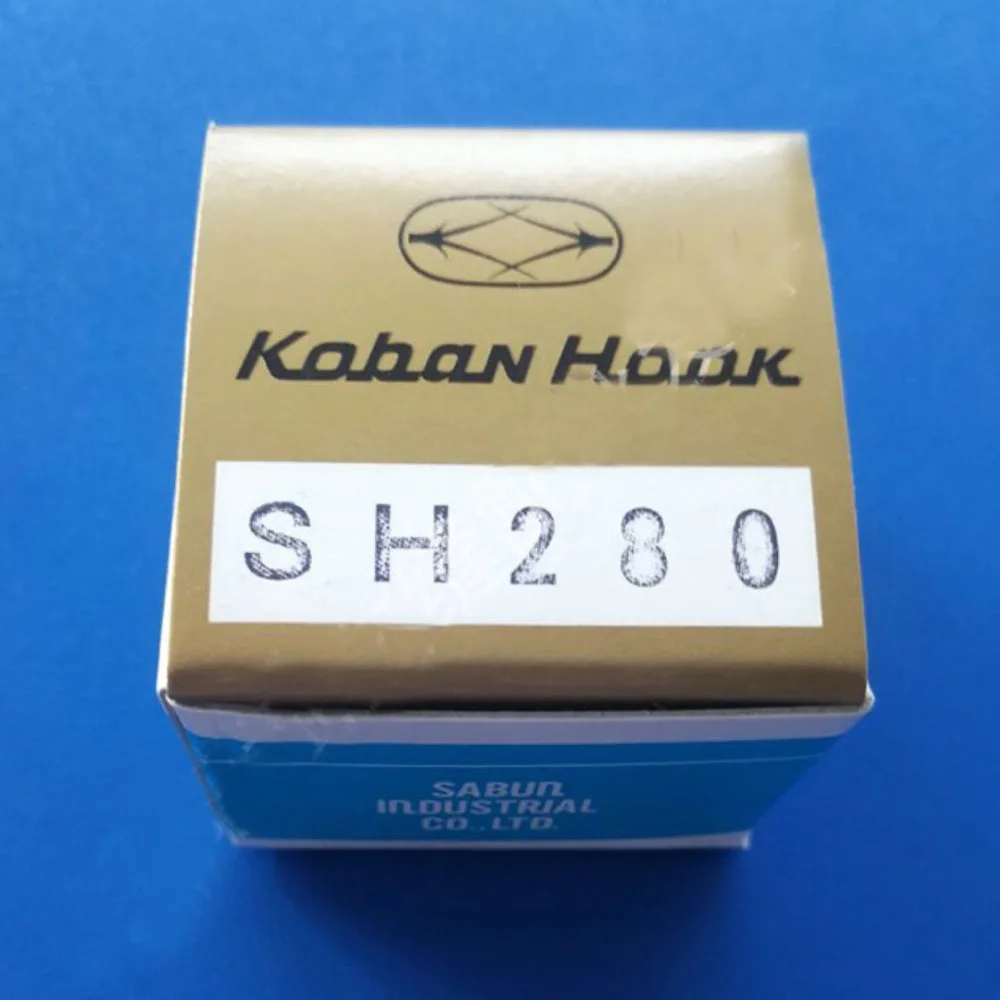 Koban Hook
SH280
SABUN
INDUSTRIAL
CO.,LTD.